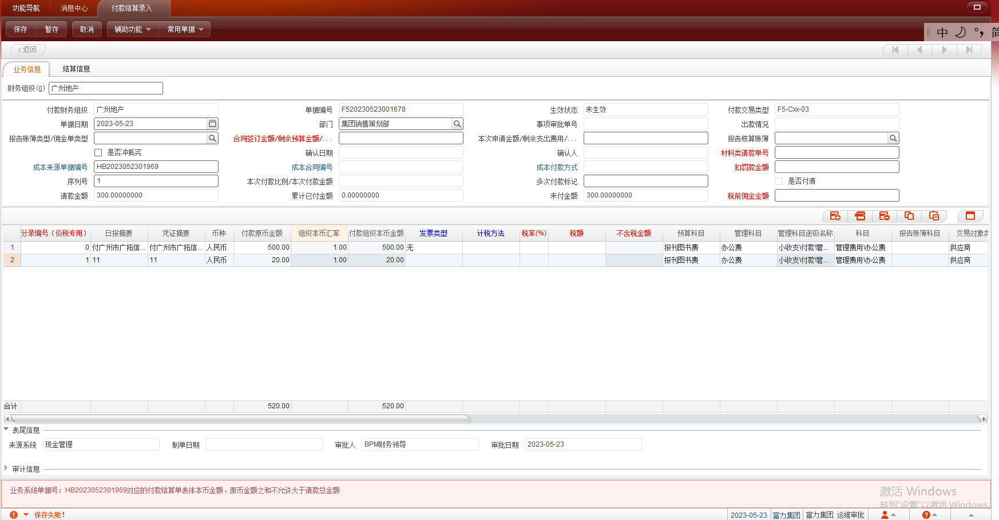 功能导航 消息中心 付款结算录入
保存 暂存 取消 辅助功能 常用单据
中 简
返回
业务信息 结算信息
财务组织(O) 广州地产
付款财务组织 广州地产 单据编号 F520230523001678 生效状态 未生效 付款交易类型 F5-Cxx-03
单据日期 2023-05-23 部门 集团销售策划部 事项审批单号 出款情况
报告账簿类型/佣金单类型 合同签订金额/剩余预算金额/... 本次申请金额/剩余支出费用/... 报告核算账簿
是否冲抵完 确认日期 确认人 材料类请款单号
成本来源单据编号 HB2023052301969 成本合同编号 成本付款方式 扣罚款金额
序列号 1 本次付款比例/本次付款金额 多次付款标记 是否付清
请款金额 300.00000000 累计已付金额 0.00000000 未付金额 300.00000000 税前佣金金额
分录编号（价税专用） 日报摘要 凭证摘要 币种 付款原币金额 组织本币汇率 付款组织本币金额 发票类型 计税方法 税率(%) 税额 不含税金额 预算科目 管理科目 管理科目逐级名称 科目 报告账簿科目 交易对象
1 0 付广州市广拓信... 付广州市广拓信... 人民币 500.00 1.00 500.00 无 报刊图书费 办公费 小收支\付款\管... 管理费用\办公费 供应商
2 1 11 11 人民币 20.00 1.00 20.00 报刊图书费 办公费 小收支\付款\管... 管理费用\办公费 供应商
合计 520.00 520.00
表尾信息
来源系统 现金管理 制单日期 审批人 BPM财务领导 审批日期 2023-05-23
审计信息
业务系统单据号：HB2023052301969对应的付款结算单表体本币金额、原币金额之和不允许大于请款总金额
激活 Windows
转到“设置”以激活 Windows。
保存失败! 2023-05-23 富力集团 富力集团 运维审批